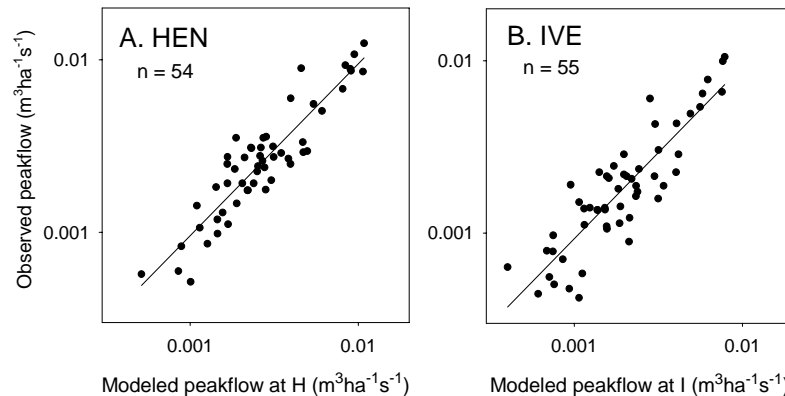 A. HEN
n = 54
B. IVE
n = 55
Observed peakflow (m³ha⁻¹s⁻¹)
0.01
0.001
0.01
0.001
0.001
0.01
0.001
0.01
Modeled peakflow at H (m³ha⁻¹s⁻¹)
Modeled peakflow at I (m³ha⁻¹s⁻¹)